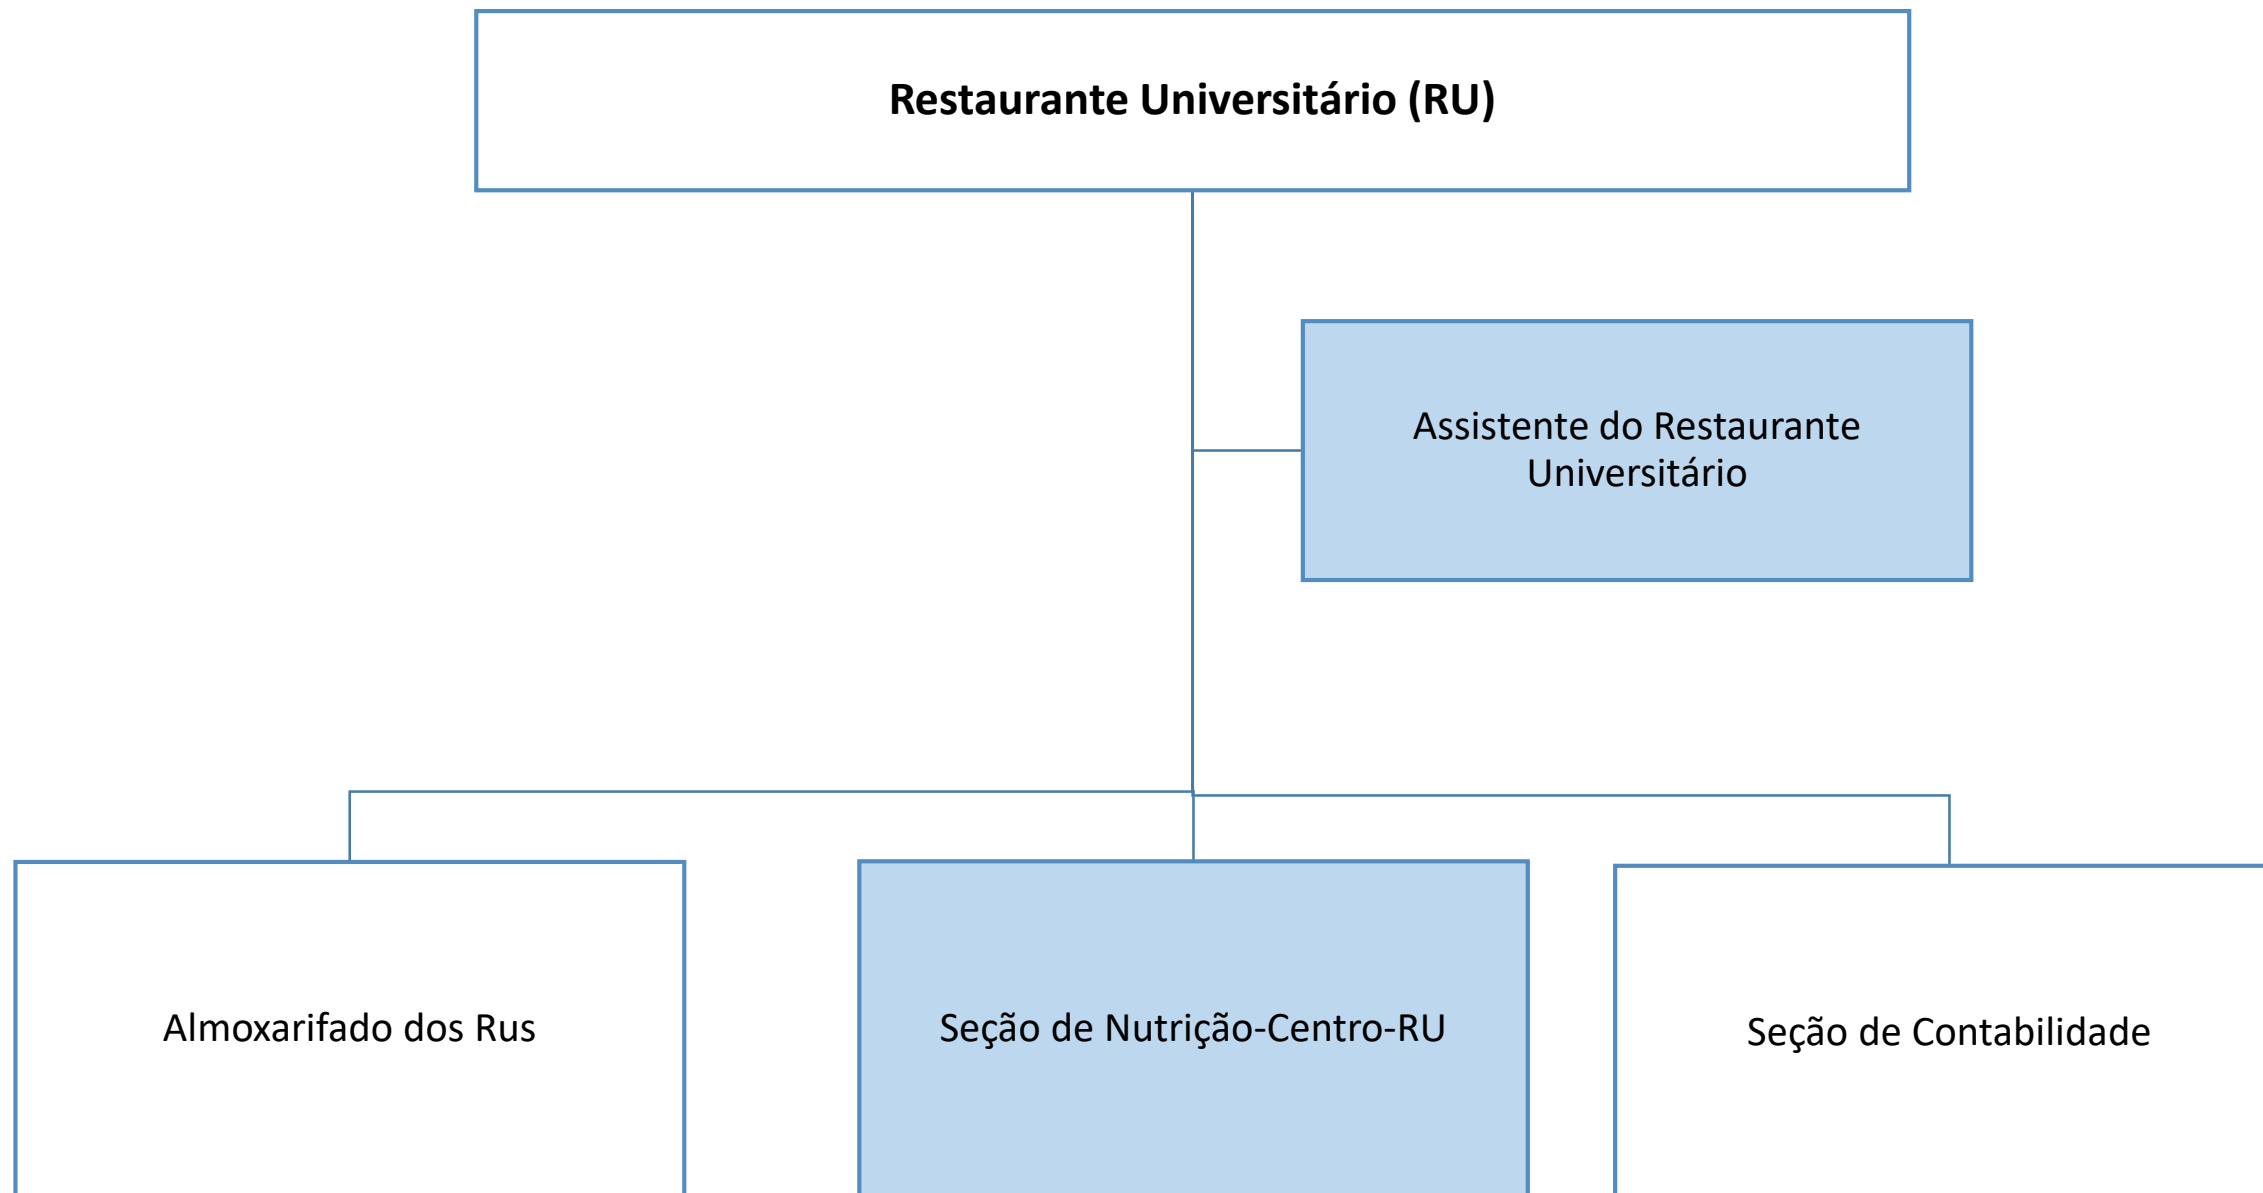 Restaurante Universitário (RU)
Assistente do Restaurante
Universitário
Almoxarifado dos Rus
Seção de Nutrição-Centro-RU
Seção de Contabilidade